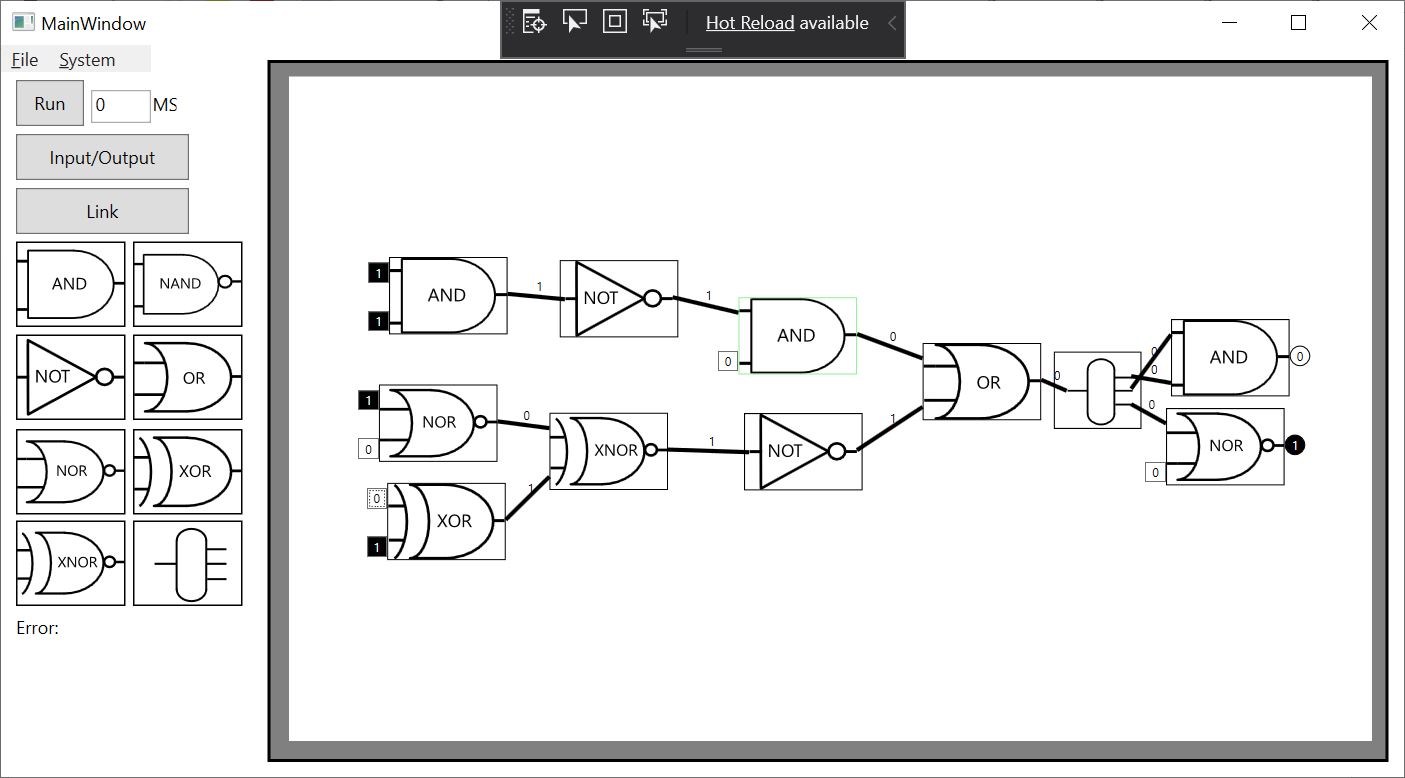 MainWindow
Hot Reload available
File System
Run 0 MS
Input/Output
Link
AND NAND
NOT OR
NOR XOR
XNOR
Error:
1 AND 1 NOT 1
1
AND 0
0
1 NOR 0
0
XNOR 1 NOT 1
0 XOR 1
1
OR 0
0 AND 0
0
0 NOR 1
0